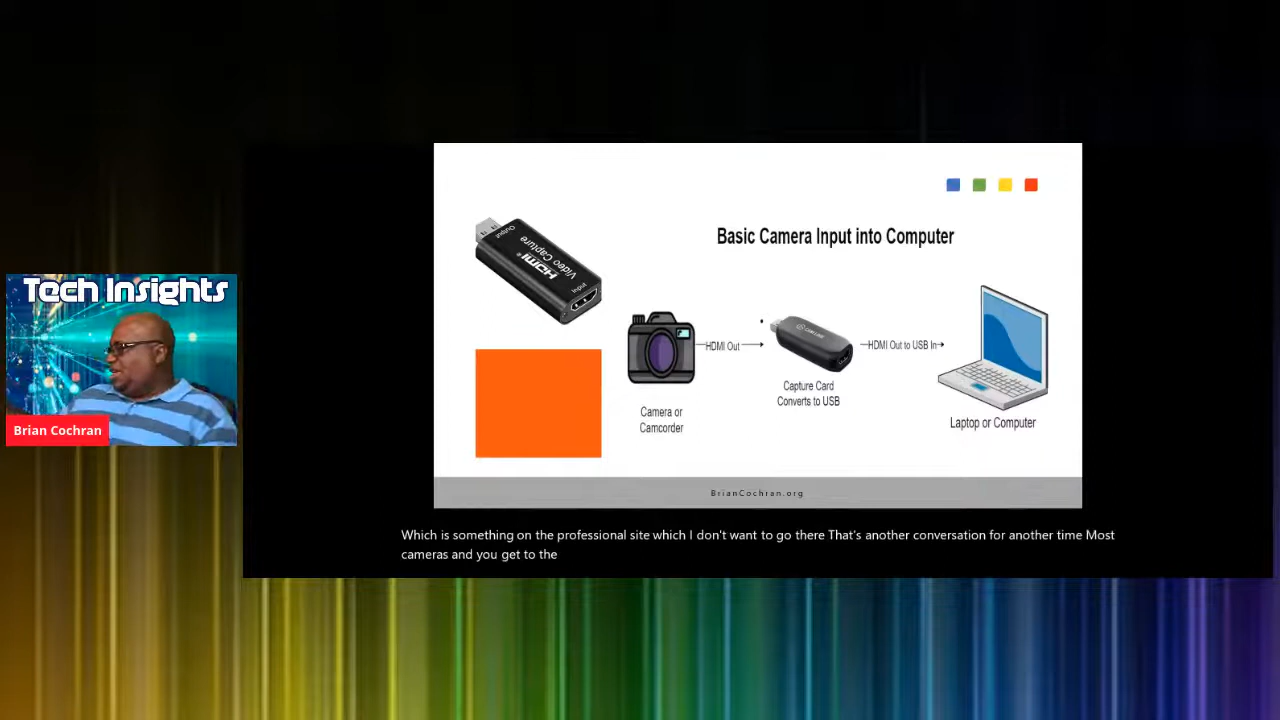 Tech Insights
Brian Cochran
Basic Camera Input into Computer
Output
Video Capture
HDMI
Input
HDMI Out
HDMI Out to USB In
Capture Card
Converts to USB
Camera or
Camcorder
Laptop or Computer
BrianCochran.org
Which is something on the professional site which I don't want to go there That's another conversation for another time Most
cameras and you get to the